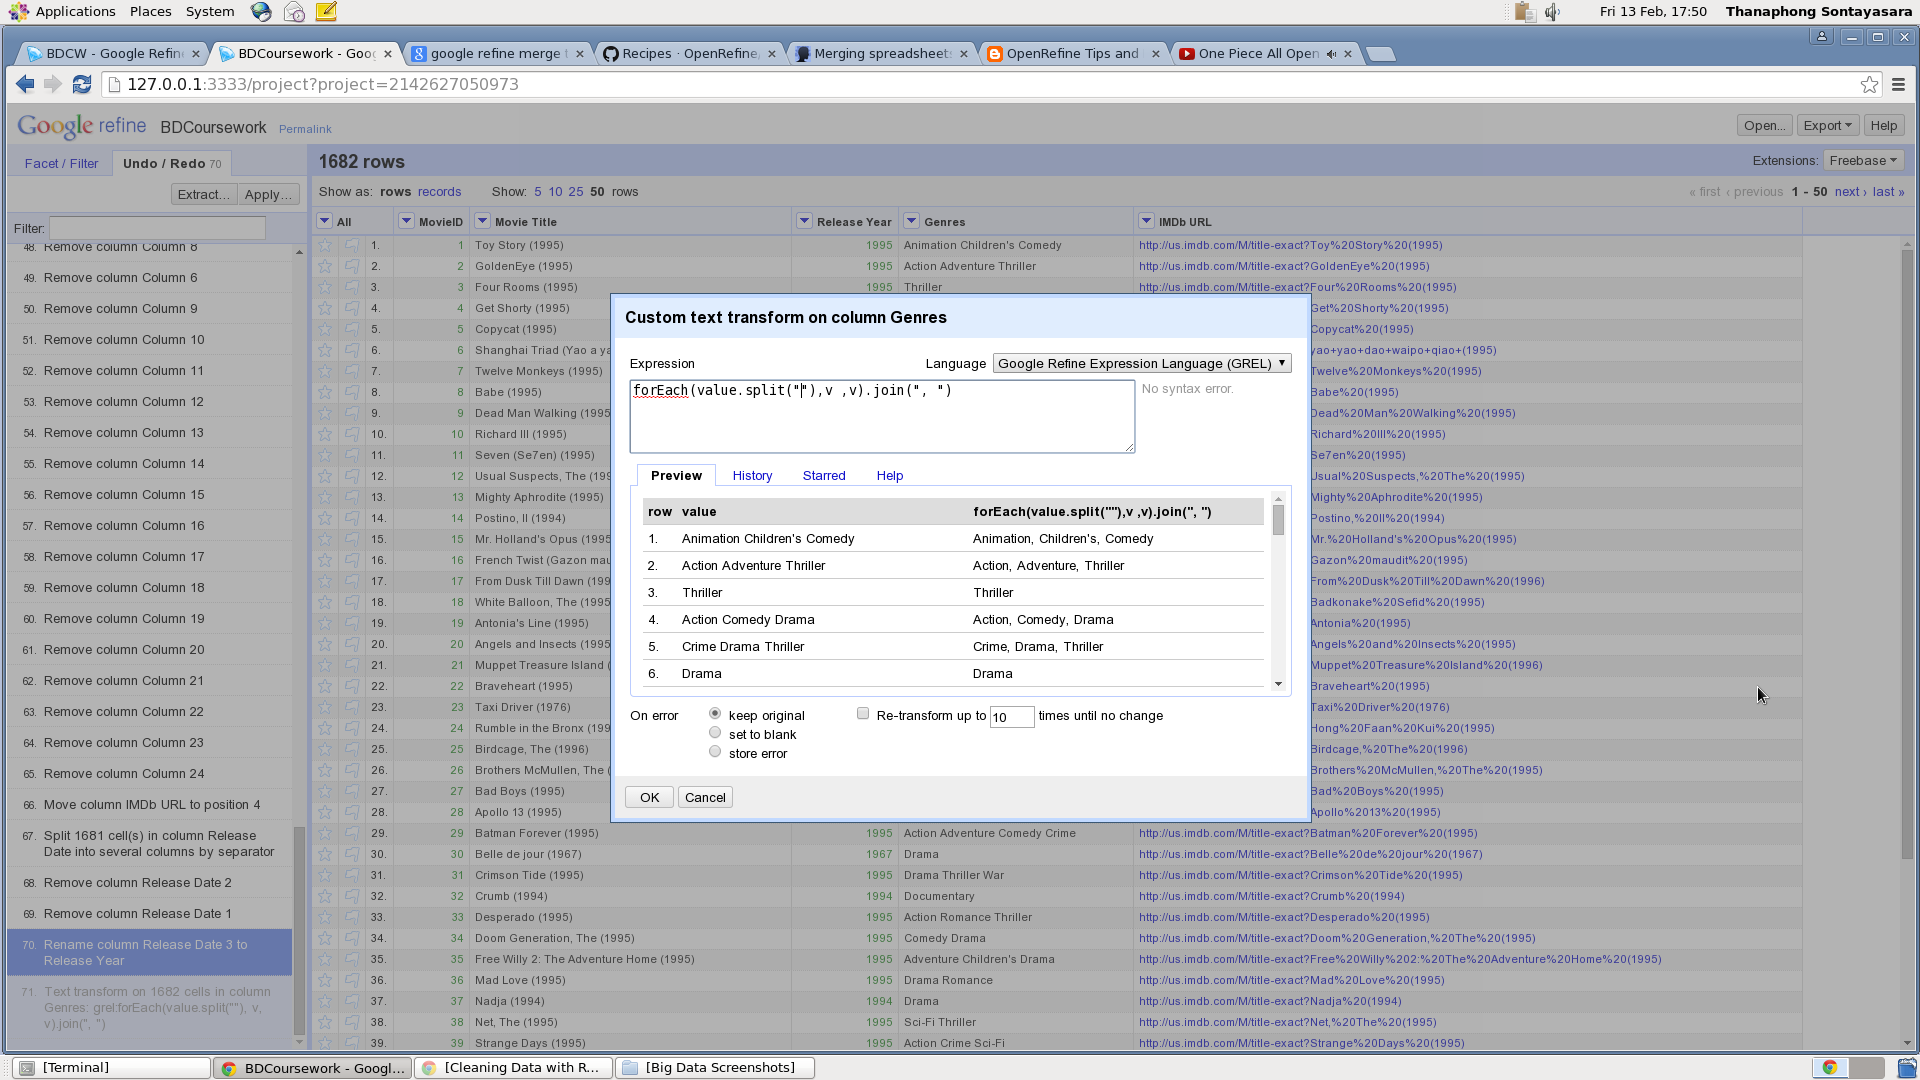 Applications Places System Fri 13 Feb, 17:50 Thanaphong Sontayasara
BDCW - Google Refin BDCoursework - Goog google refine merge t Recipes · OpenRefine Merging spreadsheet OpenRefine Tips and One Piece All Open
127.0.0.1:3333/project?project=2142627050973
Google refine BDCoursework Permalink Open... Export Help
Facet / Filter Undo / Redo 70 1682 rows Extensions: Freebase
Extract... Apply... Show as: rows records Show: 5 10 25 50 rows « first ‹ previous 1 - 50 next › last »
Filter:
All MovieID Movie Title Release Year Genres IMDb URL
48. Remove column Column 8
49. Remove column Column 6
50. Remove column Column 9
51. Remove column Column 10
52. Remove column Column 11
53. Remove column Column 12
54. Remove column Column 13
55. Remove column Column 14
56. Remove column Column 15
57. Remove column Column 16
58. Remove column Column 17
59. Remove column Column 18
60. Remove column Column 19
61. Remove column Column 20
62. Remove column Column 21
63. Remove column Column 22
64. Remove column Column 23
65. Remove column Column 24
66. Move column IMDb URL to position 4
67. Split 1681 cell(s) in column Release
Date into several columns by separator
68. Remove column Release Date 2
69. Remove column Release Date 1
70. Rename column Release Date 3 to
Release Year
71. Text transform on 1682 cells in column
Genres: grel:forEach(value.split(""), v,
v).join(", ")
1. 1 Toy Story (1995) 1995 Animation Children's Comedy http://us.imdb.com/M/title-exact?Toy%20Story%20(1995)
2. 2 GoldenEye (1995) 1995 Action Adventure Thriller http://us.imdb.com/M/title-exact?GoldenEye%20(1995)
3. 3 Four Rooms (1995) 1995 Thriller http://us.imdb.com/M/title-exact?Four%20Rooms%20(1995)
4. 4 Get Shorty (1995) Get%20Shorty%20(1995)
5. 5 Copycat (1995) Copycat%20(1995)
6. 6 Shanghai Triad (Yao a ya yao+yao+dao+waipo+qiao+(1995)
7. 7 Twelve Monkeys (1995) Twelve%20Monkeys%20(1995)
8. 8 Babe (1995) Babe%20(1995)
9. 9 Dead Man Walking (1995 Dead%20Man%20Walking%20(1995)
10. 10 Richard III (1995) Richard%20III%20(1995)
11. 11 Seven (Se7en) (1995) Se7en%20(1995)
12. 12 Usual Suspects, The (199 Usual%20Suspects,%20The%20(1995)
13. 13 Mighty Aphrodite (1995) Mighty%20Aphrodite%20(1995)
14. 14 Postino, Il (1994) Postino,%20Il%20(1994)
15. 15 Mr. Holland's Opus (1995) Mr.%20Holland's%20Opus%20(1995)
16. 16 French Twist (Gazon mau Gazon%20maudit%20(1995)
17. 17 From Dusk Till Dawn (199 From%20Dusk%20Till%20Dawn%20(1996)
18. 18 White Balloon, The (1995) Badkonake%20Sefid%20(1995)
19. 19 Antonia's Line (1995) Antonia%20(1995)
20. 20 Angels and Insects (1995) Angels%20and%20Insects%20(1995)
21. 21 Muppet Treasure Island ( Muppet%20Treasure%20Island%20(1996)
22. 22 Braveheart (1995) Braveheart%20(1995)
23. 23 Taxi Driver (1976) Taxi%20Driver%20(1976)
24. 24 Rumble in the Bronx (199 Hong%20Faan%20Kui%20(1995)
25. 25 Birdcage, The (1996) Birdcage,%20The%20(1996)
26. 26 Brothers McMullen, The ( Brothers%20McMullen,%20The%20(1995)
27. 27 Bad Boys (1995) Bad%20Boys%20(1995)
28. 28 Apollo 13 (1995) Apollo%2013%20(1995)
29. 29 Batman Forever (1995) 1995 Action Adventure Comedy Crime http://us.imdb.com/M/title-exact?Batman%20Forever%20(1995)
30. 30 Belle de jour (1967) 1967 Drama http://us.imdb.com/M/title-exact?Belle%20de%20jour%20(1967)
31. 31 Crimson Tide (1995) 1995 Drama Thriller War http://us.imdb.com/M/title-exact?Crimson%20Tide%20(1995)
32. 32 Crumb (1994) 1994 Documentary http://us.imdb.com/M/title-exact?Crumb%20(1994)
33. 33 Desperado (1995) 1995 Action Romance Thriller http://us.imdb.com/M/title-exact?Desperado%20(1995)
34. 34 Doom Generation, The (1995) 1995 Comedy Drama http://us.imdb.com/M/title-exact?Doom%20Generation,%20The%20(1995)
35. 35 Free Willy 2: The Adventure Home (1995) 1995 Adventure Children's Drama http://us.imdb.com/M/title-exact?Free%20Willy%202:%20The%20Adventure%20Home%20(1995)
36. 36 Mad Love (1995) 1995 Drama Romance http://us.imdb.com/M/title-exact?Mad%20Love%20(1995)
37. 37 Nadja (1994) 1994 Drama http://us.imdb.com/M/title-exact?Nadja%20(1994)
38. 38 Net, The (1995) 1995 Sci-Fi Thriller http://us.imdb.com/M/title-exact?Net,%20The%20(1995)
39. 39 Strange Days (1995) 1995 Action Crime Sci-Fi http://us.imdb.com/M/title-exact?Strange%20Days%20(1995)
Custom text transform on column Genres
Expression Language Google Refine Expression Language (GREL)
forEach(value.split(""),v ,v).join(", ") No syntax error.
Preview History Starred Help
row value forEach(value.split(""),v ,v).join(", ")
1. Animation Children's Comedy Animation, Children's, Comedy
2. Action Adventure Thriller Action, Adventure, Thriller
3. Thriller Thriller
4. Action Comedy Drama Action, Comedy, Drama
5. Crime Drama Thriller Crime, Drama, Thriller
6. Drama Drama
On error keep original Re-transform up to 10 times until no change
set to blank
store error
OK Cancel
[Terminal] BDCoursework - Googl... [Cleaning Data with R... [Big Data Screenshots]